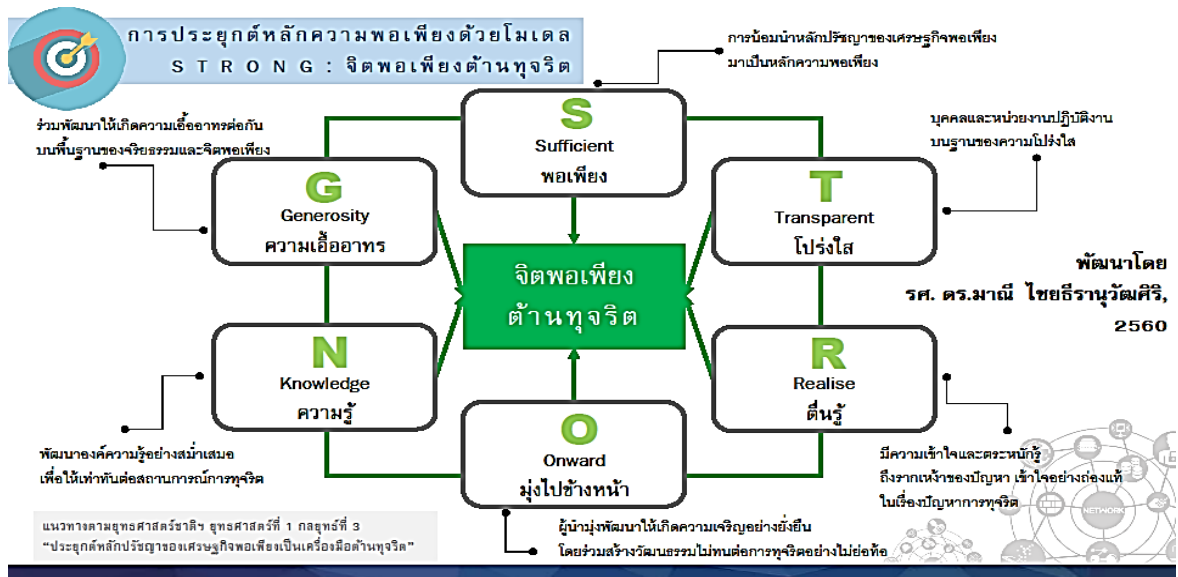 การประยุกต์หลักความพอเพียงด้วยโมเดล
S T R O N G : จิตพอเพียงต้านทุจริต
การน้อมนำหลักปรัชญาของเศรษฐกิจพอเพียง
มาเป็นหลักความพอเพียง
S
Sufficient
พอเพียง
บุคคลและหน่วยงานปฏิบัติงาน
บนฐานของความโปร่งใส
T
Transparent
โปร่งใส
ร่วมพัฒนาให้เกิดความเอื้ออาทรต่อกัน
บนพื้นฐานของจริยธรรมและจิตพอเพียง
G
Generosity
ความเอื้ออาทร
จิตพอเพียง
ต้านทุจริต
พัฒนาโดย
รศ. ดร.มาณี ไชยธีรานุวัฒศิริ,
2560
R
Realise
ตื่นรู้
มีความเข้าใจและตระหนักรู้
ถึงรากเหง้าของปัญหา เข้าใจอย่างถ่องแท้
ในเรื่องปัญหาการทุจริต
N
Knowledge
ความรู้
พัฒนาองค์ความรู้อย่างสม่ำเสมอ
เพื่อให้เท่าทันต่อสถานการณ์การทุจริต
O
Onward
มุ่งไปข้างหน้า
ผู้นำมุ่งพัฒนาให้เกิดความเจริญอย่างยั่งยืน
โดยร่วมสร้างวัฒนธรรมไม่ทนต่อการทุจริตอย่างไม่ย่อท้อ
แนวทางตามยุทธศาสตร์ชาติฯ ยุทธศาสตร์ที่ 1 กลยุทธ์ที่ 3
“ประยุกต์หลักปรัชญาของเศรษฐกิจพอเพียงเป็นเครื่องมือต้านทุจริต”
NETWORK